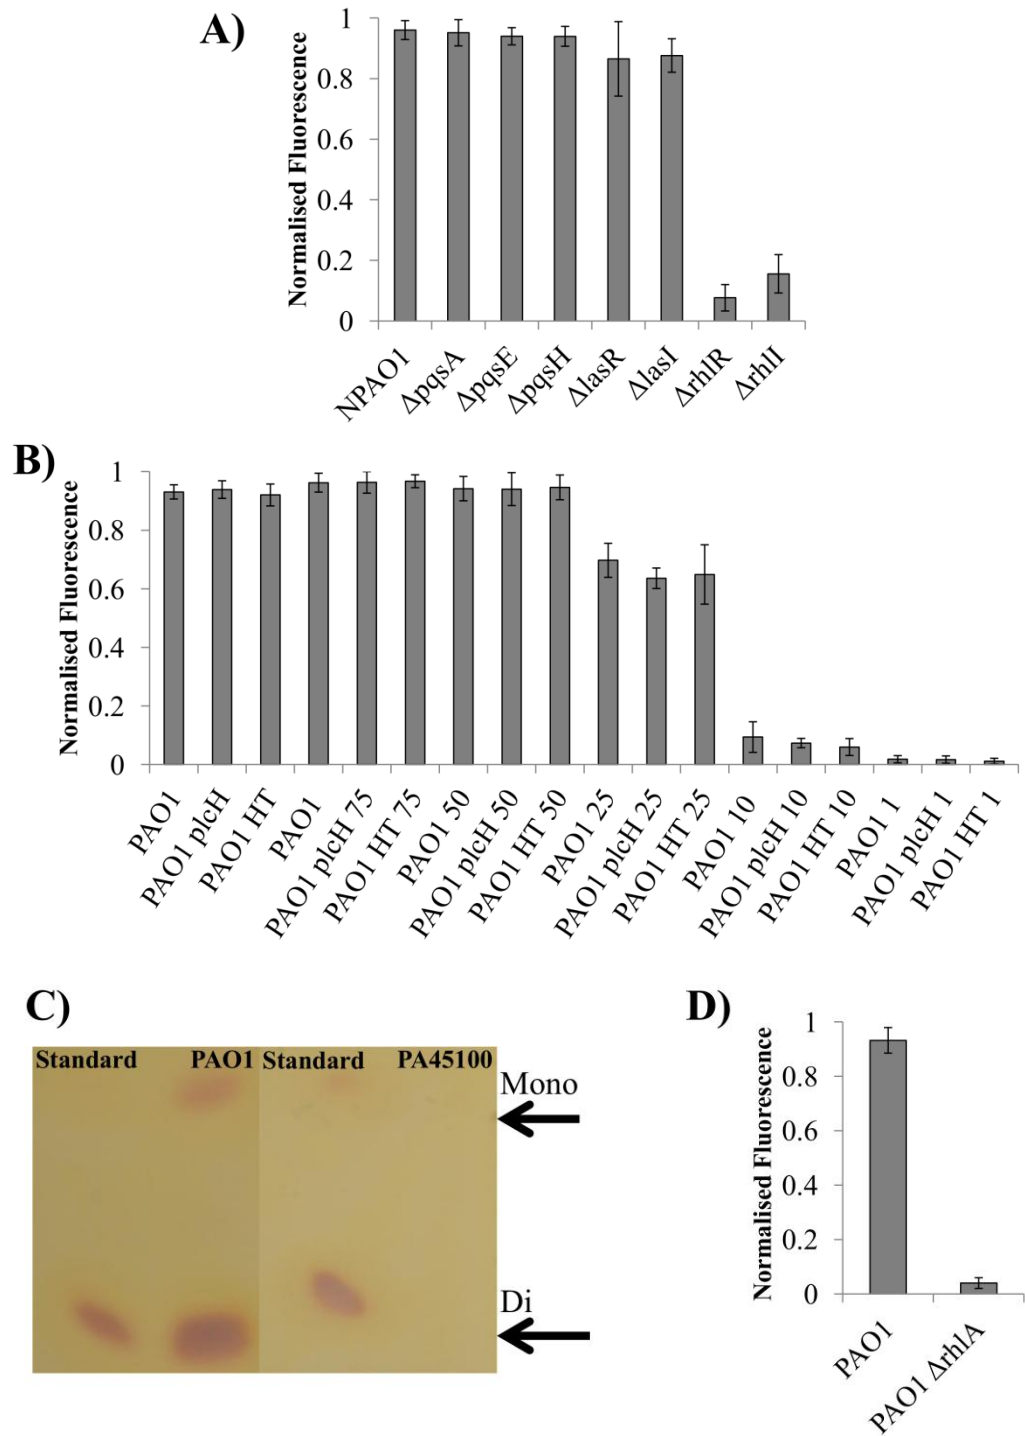 A)
Normalised Fluorescence
1
0.8
0.6
0.4
0.2
0
NPAO1
ΔpqsA
ΔpqsE
ΔpqsH
ΔlasR
ΔlasI
ΔrhlR
ΔrhlI
B)
Normalised Fluorescence
1
0.8
0.6
0.4
0.2
0
PAO1
PAO1 plcH
PAO1 HT
PAO1
PAO1 plcH 75
PAO1 HT 75
PAO1 50
PAO1 plcH 50
PAO1 HT 50
PAO1 25
PAO1 plcH 25
PAO1 HT 25
PAO1 10
PAO1 plcH 10
PAO1 HT 10
PAO1 1
PAO1 plcH 1
PAO1 HT 1
C)
Standard PAO1 Standard PA45100
Mono
Di
D)
Normalised Fluorescence
1
0.8
0.6
0.4
0.2
0
PAO1
PAO1 ΔrhlA